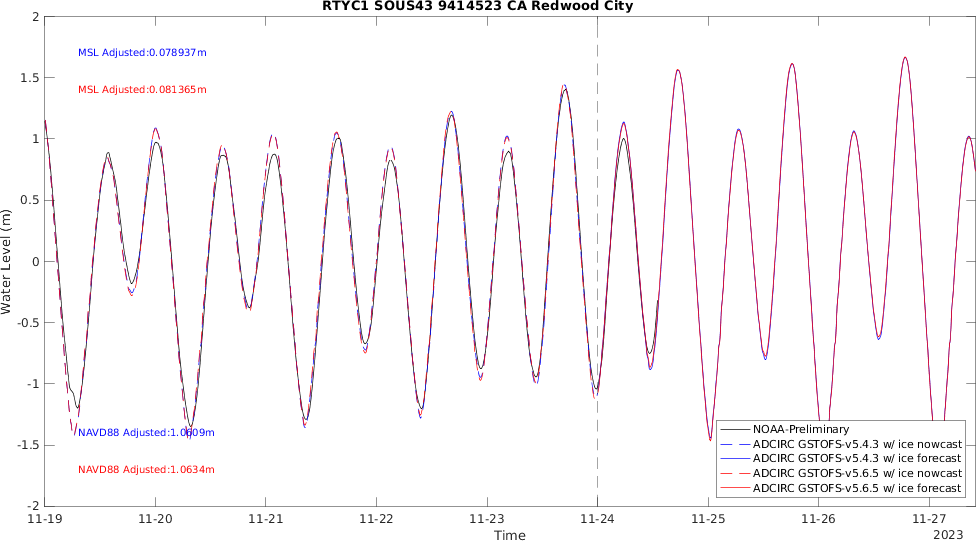 RTYC1 SOUS43 9414523 CA Redwood City
2
1.5
1
0.5
0
-0.5
-1
-1.5
-2
Water Level (m)
MSL Adjusted:0.078937m
MSL Adjusted:0.081365m
NAVD88 Adjusted:1.0609m
NAVD88 Adjusted:1.0634m
NOAA-Preliminary
ADCIRC GSTOFS-v5.4.3 w/ ice nowcast
ADCIRC GSTOFS-v5.4.3 w/ ice forecast
ADCIRC GSTOFS-v5.6.5 w/ ice nowcast
ADCIRC GSTOFS-v5.6.5 w/ ice forecast
11-19 11-20 11-21 11-22 11-23 11-24 11-25 11-26 11-27
Time
2023